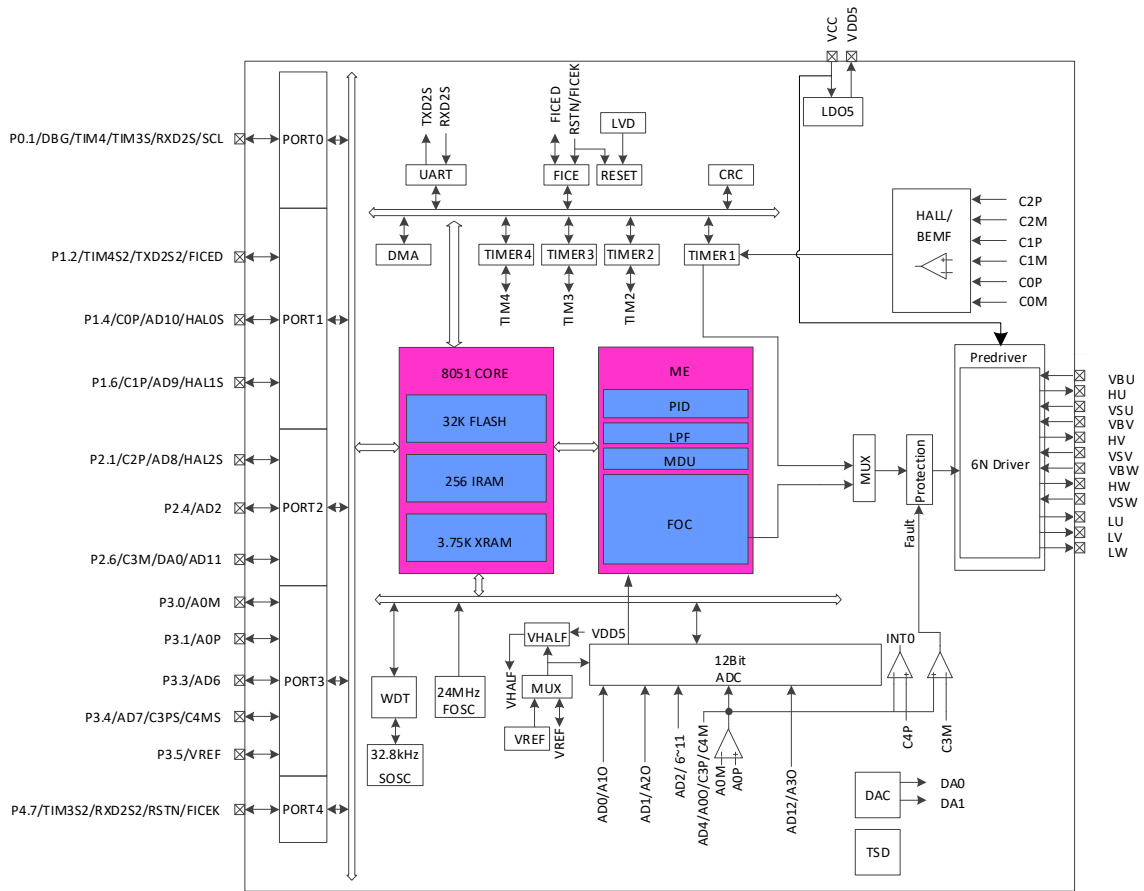 VCC
VDD5
LDO5
P0.1/DBG/TIM4/TIM3S/RXD2S/SCL
P1.2/TIM4S2/TXD2S2/FICED
P1.4/C0P/AD10/HAL0S
P1.6/C1P/AD9/HAL1S
P2.1/C2P/AD8/HAL2S
P2.4/AD2
P2.6/C3M/DA0/AD11
P3.0/A0M
P3.1/A0P
P3.3/AD6
P3.4/AD7/C3PS/C4MS
P3.5/VREF
P4.7/TIM3S2/RXD2S2/RSTN/FICEK
PORT0
PORT1
PORT2
PORT3
PORT4
TXD2S
RXD2S
FICED
RSTN/FICEK
LVD
UART
FICE
RESET
CRC
DMA
TIMER4
TIMER3
TIMER2
TIMER1
TIM4
TIM3
TIM2
HALL/
BEMF
C2P
C2M
C1P
C1M
C0P
C0M
8051 CORE
32K FLASH
256 IRAM
3.75K XRAM
ME
PID
LPF
MDU
FOC
MUX
Protection
Fault
Predriver
6N Driver
VBU
HU
VSU
VBV
HV
VSV
VBW
HW
VSW
LU
LV
LW
WDT
32.8kHz
SOSC
24MHz
FOSC
VHALF
VDD5
VHALF
MUX
VREF
VREF
12Bit
ADC
INT0
C4P
C3M
AD0/A1O
AD1/A2O
AD2/ 6~11
AD4/A0O/C3P/C4M
A0M
A0P
AD12/A3O
DAC
DA0
DA1
TSD